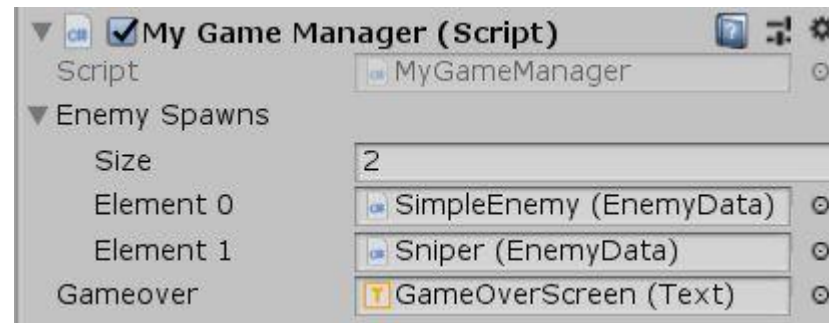 My Game Manager (Script)
Script MyGameManager
Enemy Spawns
Size 2
Element 0 SimpleEnemy (EnemyData)
Element 1 Sniper (EnemyData)
Gameover GameOverScreen (Text)